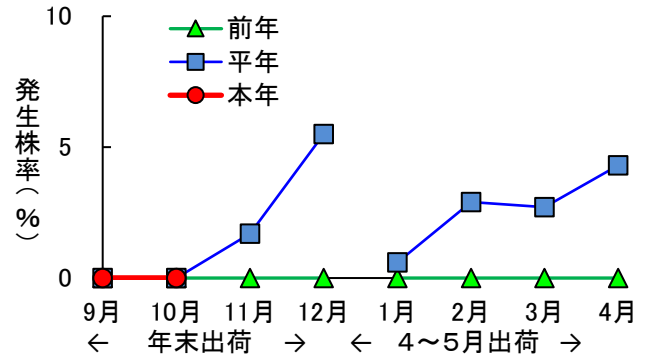 前年
平年
本年
10
5
0
発生株率(%)
9月 10月 11月 12月 1月 2月 3月 4月
← 年末出荷 → ← 4～5月出荷 →